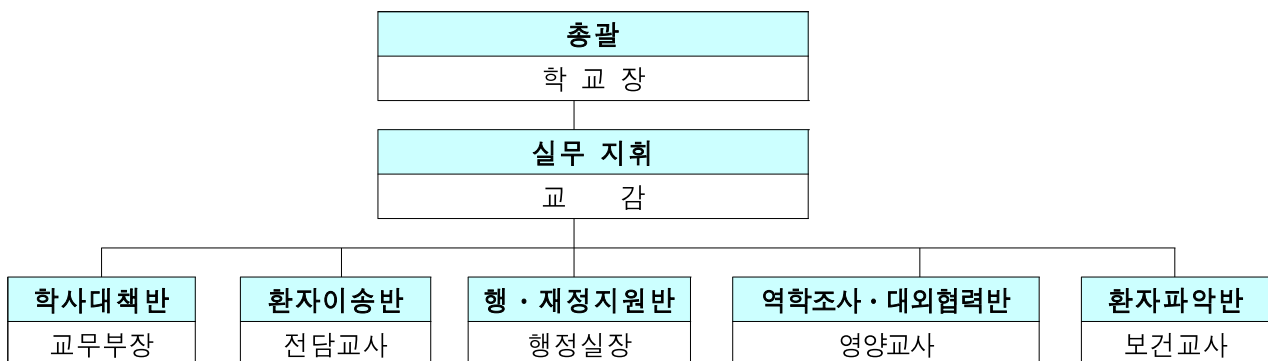 총괄
학 교 장
실무 지휘
교 감
학사대책반 환자이송반 행·재정지원반 역학조사·대외협력반 환자파악반
교무부장 전담교사 행정실장 영양교사 보건교사